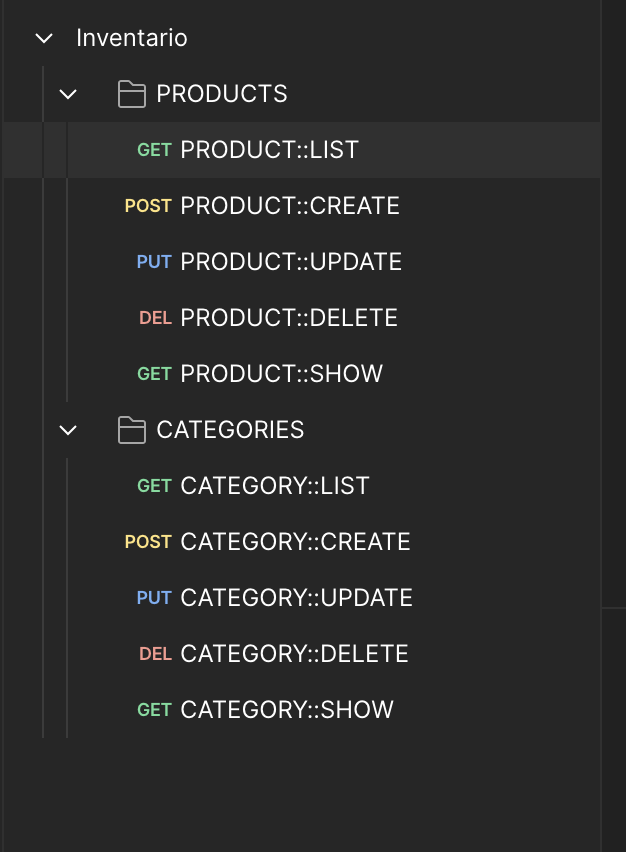 Inventario
PRODUCTS
GET PRODUCT::LIST
POST PRODUCT::CREATE
PUT PRODUCT::UPDATE
DEL PRODUCT::DELETE
GET PRODUCT::SHOW
CATEGORIES
GET CATEGORY::LIST
POST CATEGORY::CREATE
PUT CATEGORY::UPDATE
DEL CATEGORY::DELETE
GET CATEGORY::SHOW